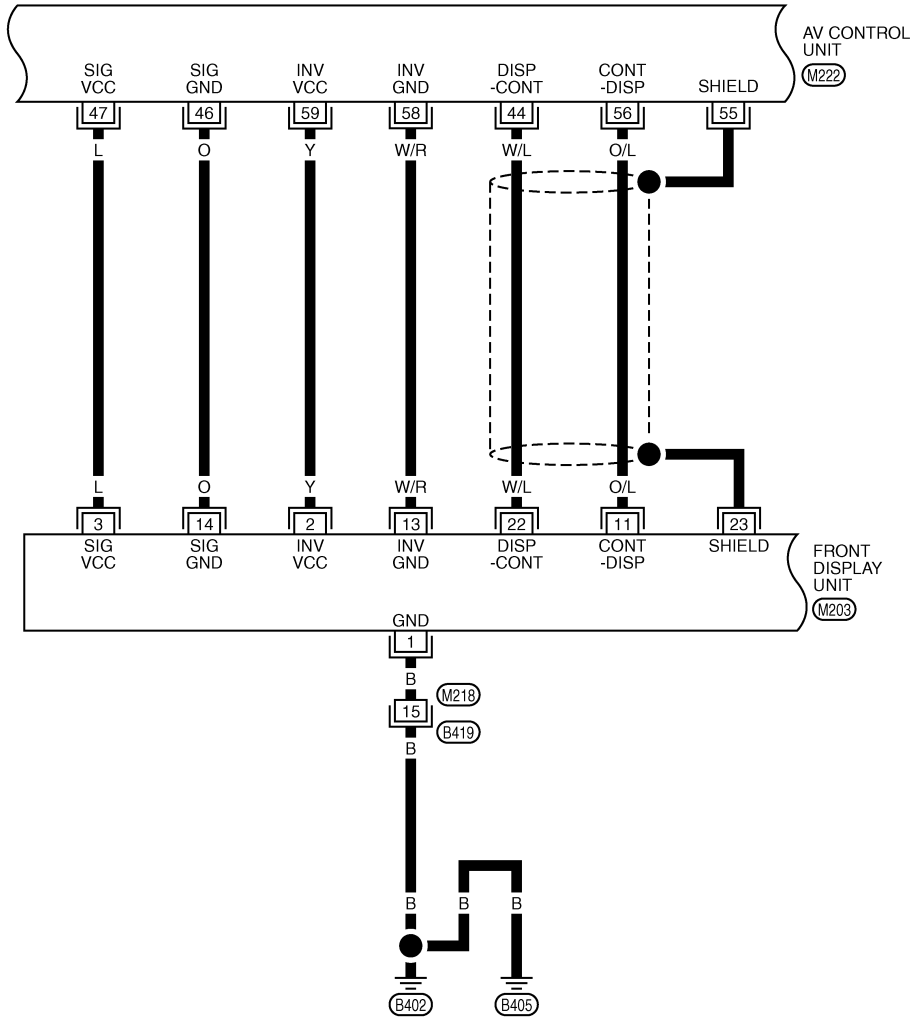 AV CONTROL
UNIT
M222
SIG
VCC
SIG
GND
INV
VCC
INV
GND
DISP
-CONT
CONT
-DISP
SHIELD
47 46 59 58 44 56 55
L O Y W/R W/L O/L
L O Y W/R W/L O/L
3 14 2 13 22 11 23
SIG
VCC
SIG
GND
INV
VCC
INV
GND
DISP
-CONT
CONT
-DISP
SHIELD
FRONT
DISPLAY
UNIT
M203
GND
1
B
M218
15
B419
B
B B B
B402 B405